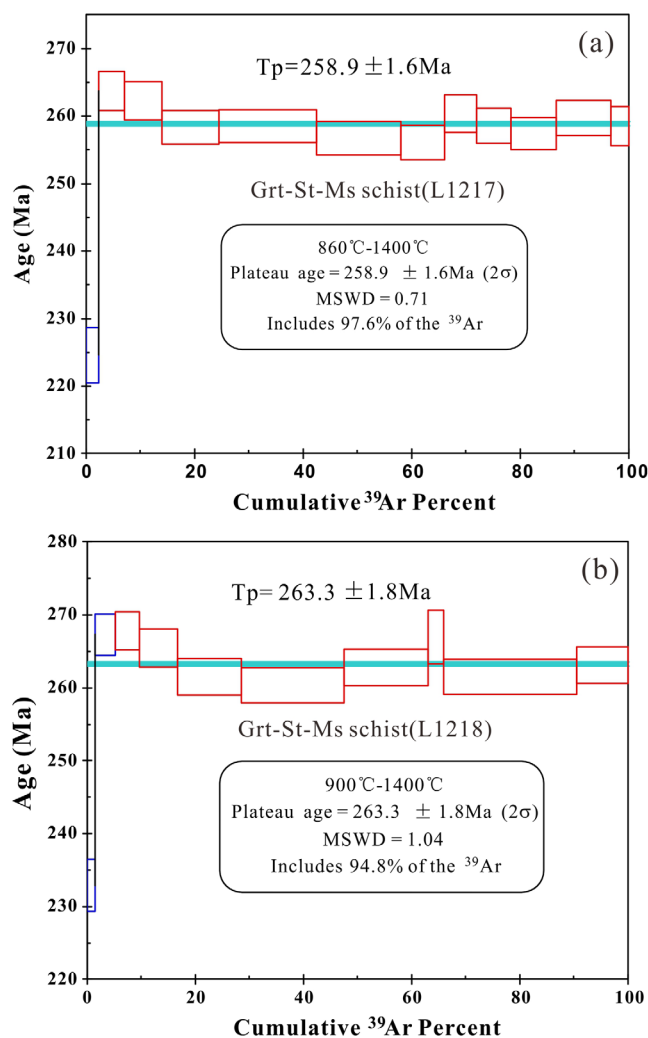 (a)
Tp=258.9 ±1.6Ma
270
260
250
240
230
220
210
Age (Ma)
Grt-St-Ms schist(L1217)
860℃-1400℃
Plateau age = 258.9 ± 1.6Ma (2σ)
MSWD = 0.71
Includes 97.6% of the ³⁹Ar
0 20 40 60 80 100
Cumulative ³⁹Ar Percent
(b)
Tp= 263.3 ±1.8Ma
280
270
260
250
240
230
220
Age (Ma)
Grt-St-Ms schist(L1218)
900℃-1400℃
Plateau age = 263.3 ± 1.8Ma (2σ)
MSWD = 1.04
Includes 94.8% of the ³⁹Ar
0 20 40 60 80 100
Cumulative ³⁹Ar Percent